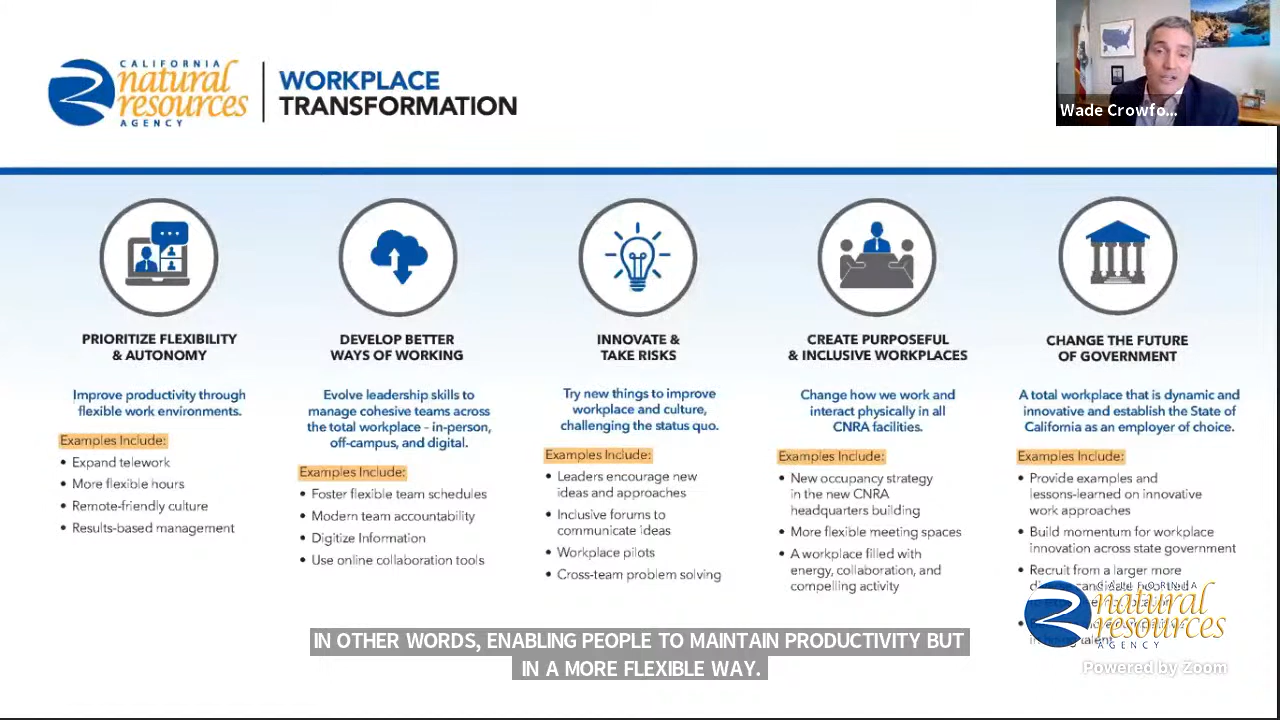 CALIFORNIA
natural
resources
AGENCY
WORKPLACE
TRANSFORMATION
Wade Crowfo...
PRIORITIZE FLEXIBILITY
& AUTONOMY
Improve productivity through
flexible work environments.
Examples Include:
• Expand telework
• More flexible hours
• Remote-friendly culture
• Results-based management
DEVELOP BETTER
WAYS OF WORKING
Evolve leadership skills to
manage cohesive teams across
the total workplace – in-person,
off-campus, and digital.
Examples Include:
• Foster flexible team schedules
• Modern team accountability
• Digitize Information
• Use online collaboration tools
INNOVATE &
TAKE RISKS
Try new things to improve
workplace and culture,
challenging the status quo.
Examples Include:
• Leaders encourage new
ideas and approaches
• Inclusive forums to
communicate ideas
• Workplace pilots
• Cross-team problem solving
CREATE PURPOSEFUL
& INCLUSIVE WORKPLACES
Change how we work and
interact physically in all
CNRA facilities.
Examples Include:
• New occupancy strategy
in the new CNRA
headquarters building
• More flexible meeting spaces
• A workplace filled with
energy, collaboration, and
compelling activity
CHANGE THE FUTURE
OF GOVERNMENT
A total workplace that is dynamic and
innovative and establish the State of
California as an employer of choice.
Examples Include:
• Provide examples and
lessons-learned on innovative
work approaches
• Build momentum for workplace
innovation across state government
• Recruit from a larger more
CALIFORNIA
natural
resources
AGENCY
Powered by Zoom
IN OTHER WORDS, ENABLING PEOPLE TO MAINTAIN PRODUCTIVITY BUT
IN A MORE FLEXIBLE WAY.